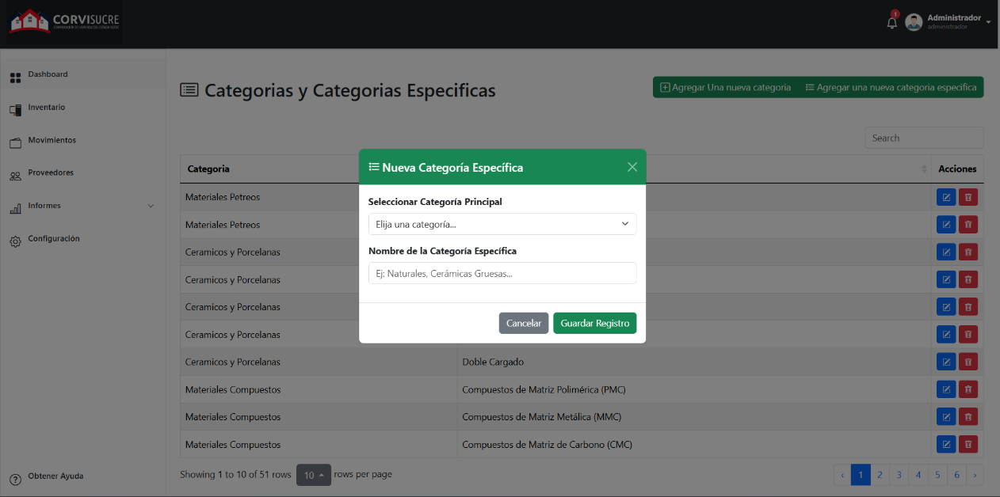 CORVISUCRE
1
Administrador
administrador
Dashboard
Inventario
Movimientos
Proveedores
Informes
Configuración
Obtener Ayuda
Categorias y Categorias Especificas
Agregar Una nueva categoria
Agregar una nueva categoria especifica
Search
Categoria
Acciones
Materiales Petreos
Materiales Petreos
Ceramicos y Porcelanas
Ceramicos y Porcelanas
Ceramicos y Porcelanas
Ceramicos y Porcelanas
Ceramicos y Porcelanas Doble Cargado
Materiales Compuestos Compuestos de Matriz Polimérica (PMC)
Materiales Compuestos Compuestos de Matriz Metálica (MMC)
Materiales Compuestos Compuestos de Matriz de Carbono (CMC)
Showing 1 to 10 of 51 rows 10 rows per page
‹ 1 2 3 4 5 6 ›
Nueva Categoría Específica
Seleccionar Categoría Principal
Elija una categoría...
Nombre de la Categoría Específica
Ej: Naturales, Cerámicas Gruesas...
Cancelar Guardar Registro